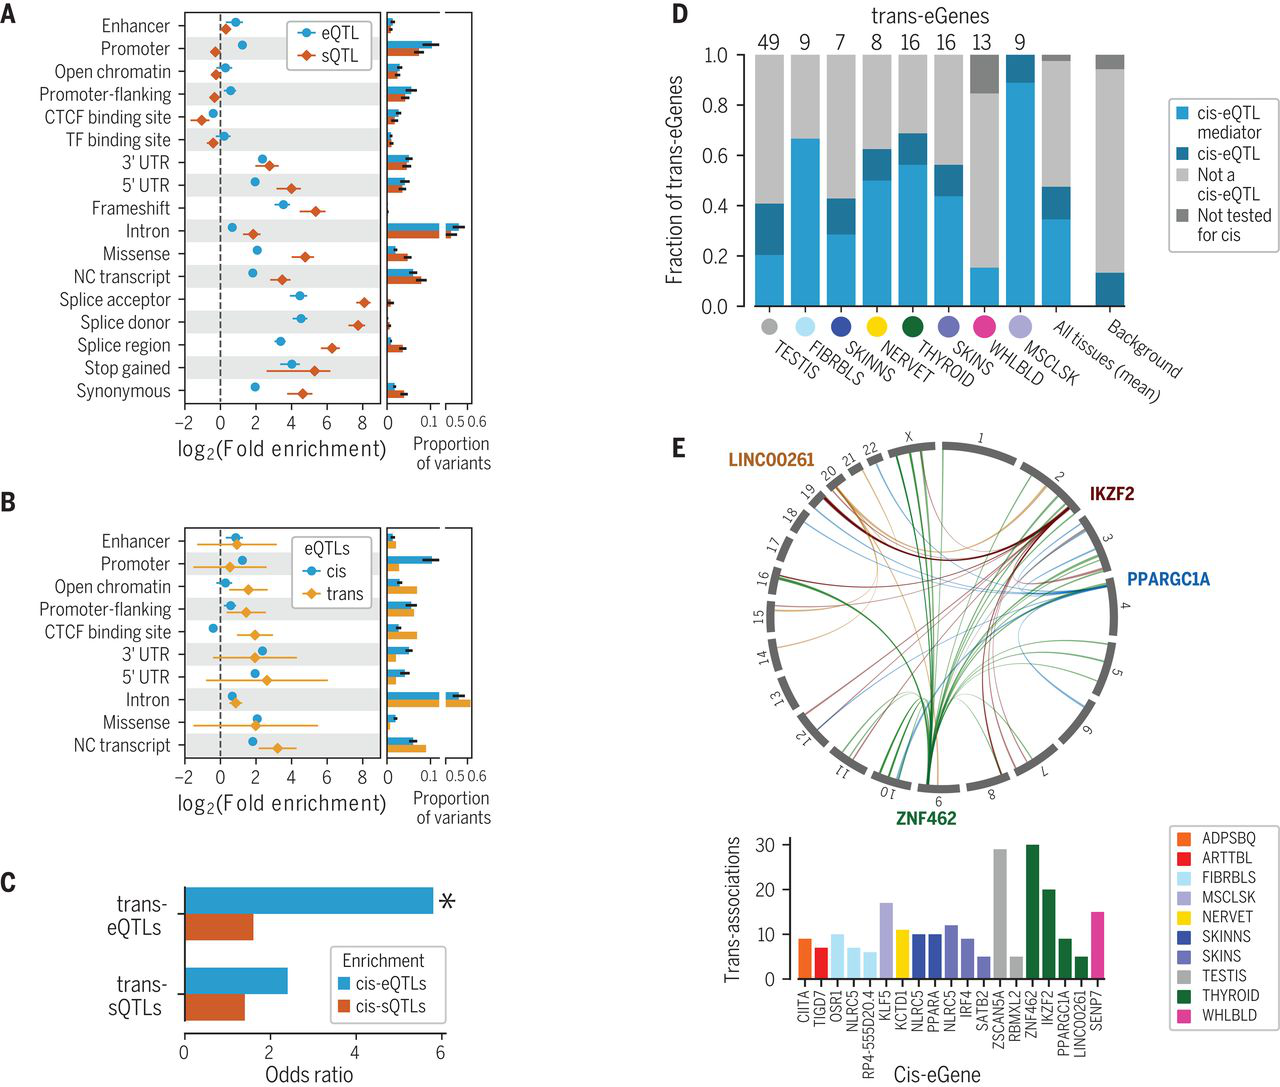 A
Enhancer
Promoter
Open chromatin
Promoter-flanking
CTCF binding site
TF binding site
3' UTR
5' UTR
Frameshift
Intron
Missense
NC transcript
Splice acceptor
Splice donor
Splice region
Stop gained
Synonymous
eQTL
sQTL
−2 0 2 4 6 8
log2(Fold enrichment)
0 0.1 0.5 0.6
Proportion
of variants
B
Enhancer
Promoter
Open chromatin
Promoter-flanking
CTCF binding site
3' UTR
5' UTR
Intron
Missense
NC transcript
eQTLs
cis
trans
−2 0 2 4 6 8
log2(Fold enrichment)
0 0.1 0.5 0.6
Proportion
of variants
C
trans-
eQTLs
trans-
sQTLs
*
Enrichment
cis-eQTLs
cis-sQTLs
0 2 4 6
Odds ratio
D
trans-eGenes
49 9 7 8 16 16 13 9
Fraction of trans-eGenes
1.0
0.8
0.6
0.4
0.2
0.0
TESTIS
FIBRBLS
SKINNS
NERVET
THYROID
SKINS
WHLBLD
MSCLSK
All tissues (mean)
Background
cis-eQTL
mediator
cis-eQTL
Not a
cis-eQTL
Not tested
for cis
E
LINC00261
IKZF2
PPARGC1A
ZNF462
1
2
3
4
5
6
7
8
9
10
11
12
13
14
15
16
17
18
19
20
21
22
X
Trans-associations
30
20
10
0
CIITA
TIGD7
OSR1
NLRC5
RP4-555D20.4
KLF5
KCTD1
NLRC5
PPARA
NLRC5
IRF4
SATB2
ZSCAN5A
RBMXL2
ZNF462
IKZF2
PPARGC1A
LINC00261
SENP7
Cis-eGene
ADPSBQ
ARTTBL
FIBRBLS
MSCLSK
NERVET
SKINNS
SKINS
TESTIS
THYROID
WHLBLD